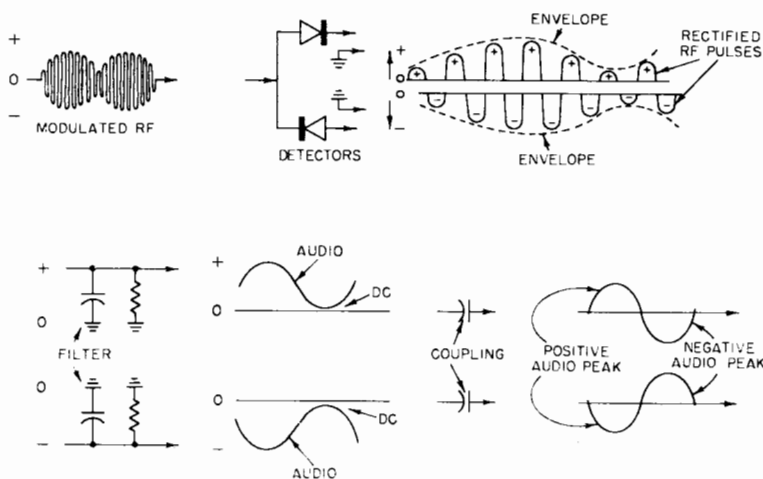 +
0
−
MODULATED RF
DETECTORS
+
0
0
−
ENVELOPE
+ + + + + + +
− − − − − − −
RECTIFIED
RF PULSES
ENVELOPE
+
0
FILTER
0
−
+
0
AUDIO
DC
0
−
DC
AUDIO
COUPLING
POSITIVE
AUDIO PEAK
NEGATIVE
AUDIO PEAK